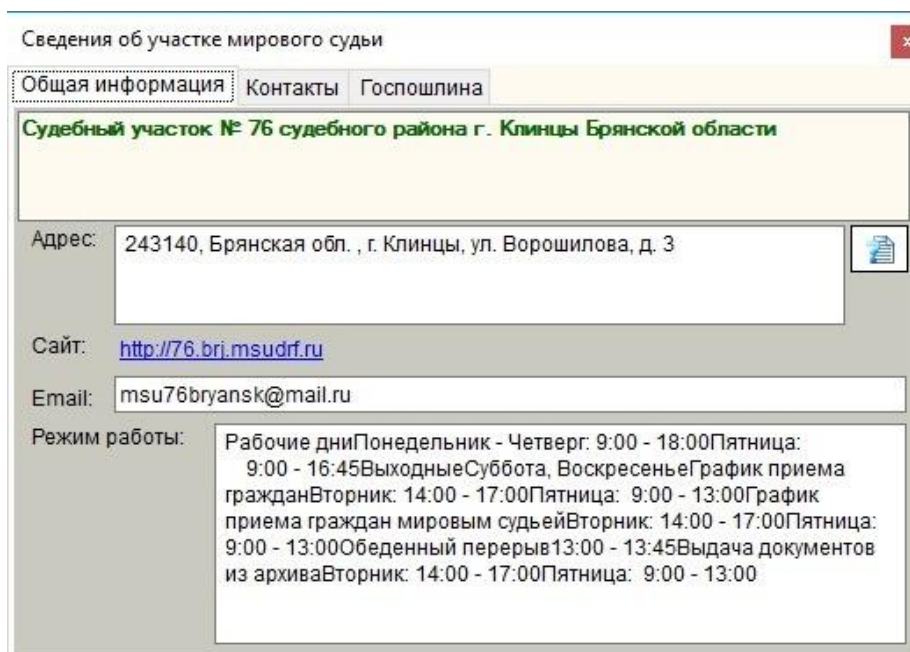 Сведения об участке мирового судьи
x
Общая информация Контакты Госпошлина
Судебный участок № 76 судебного района г. Клинцы Брянской области
Адрес: 243140, Брянская обл. , г. Клинцы, ул. Ворошилова, д. 3
Сайт: http://76.brj.msudrf.ru
Email: msu76bryansk@mail.ru
Режим работы: Рабочие дниПонедельник - Четверг: 9:00 - 18:00Пятница:
9:00 - 16:45ВыходныеСуббота, ВоскресеньеГрафик приема
гражданВторник: 14:00 - 17:00Пятница:  9:00 - 13:00График
приема граждан мировым судьейВторник: 14:00 - 17:00Пятница:
9:00 - 13:00Обеденный перерыв13:00 - 13:45Выдача документов
из архиваВторник: 14:00 - 17:00Пятница:  9:00 - 13:00